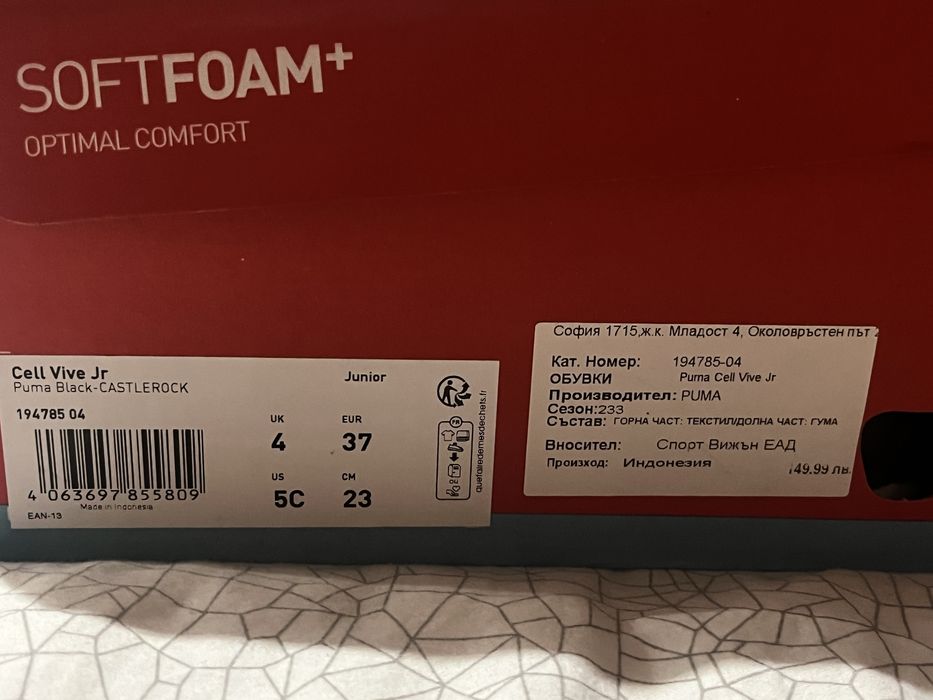 SOFTFOAM+
OPTIMAL COMFORT
Cell Vive Jr
Puma Black-CASTLEROCK
Junior
194785 04
UK
4
EUR
37
US
5C
CM
23
4 063697 855809
Made in Indonesia
EAN-13
FR
quefairedemesdechets.fr
София 1715,ж.к. Младост 4, Околовръстен път
Кат. Номер: 194785-04
ОБУВКИ Puma Cell Vive Jr
Производител: PUMA
Сезон:233
Състав: ГОРНА ЧАСТ: ТЕКСТИЛ/ДОЛНА ЧАСТ: ГУМА
Вносител: Спорт Вижън ЕАД
Произход: Индонезия
149.99 лв.